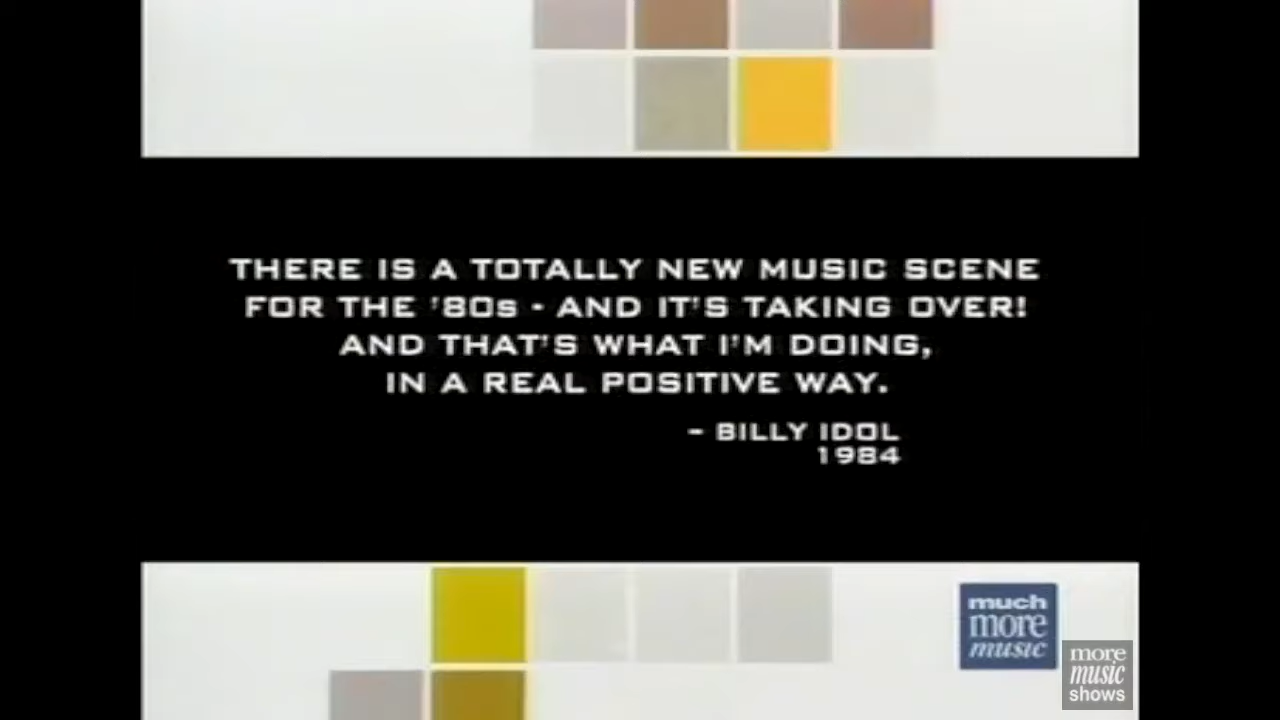 THERE IS A TOTALLY NEW MUSIC SCENE
FOR THE '80s - AND IT'S TAKING OVER!
AND THAT'S WHAT I'M DOING,
IN A REAL POSITIVE WAY.
– BILLY IDOL
1984
much
more
music
more
music
shows